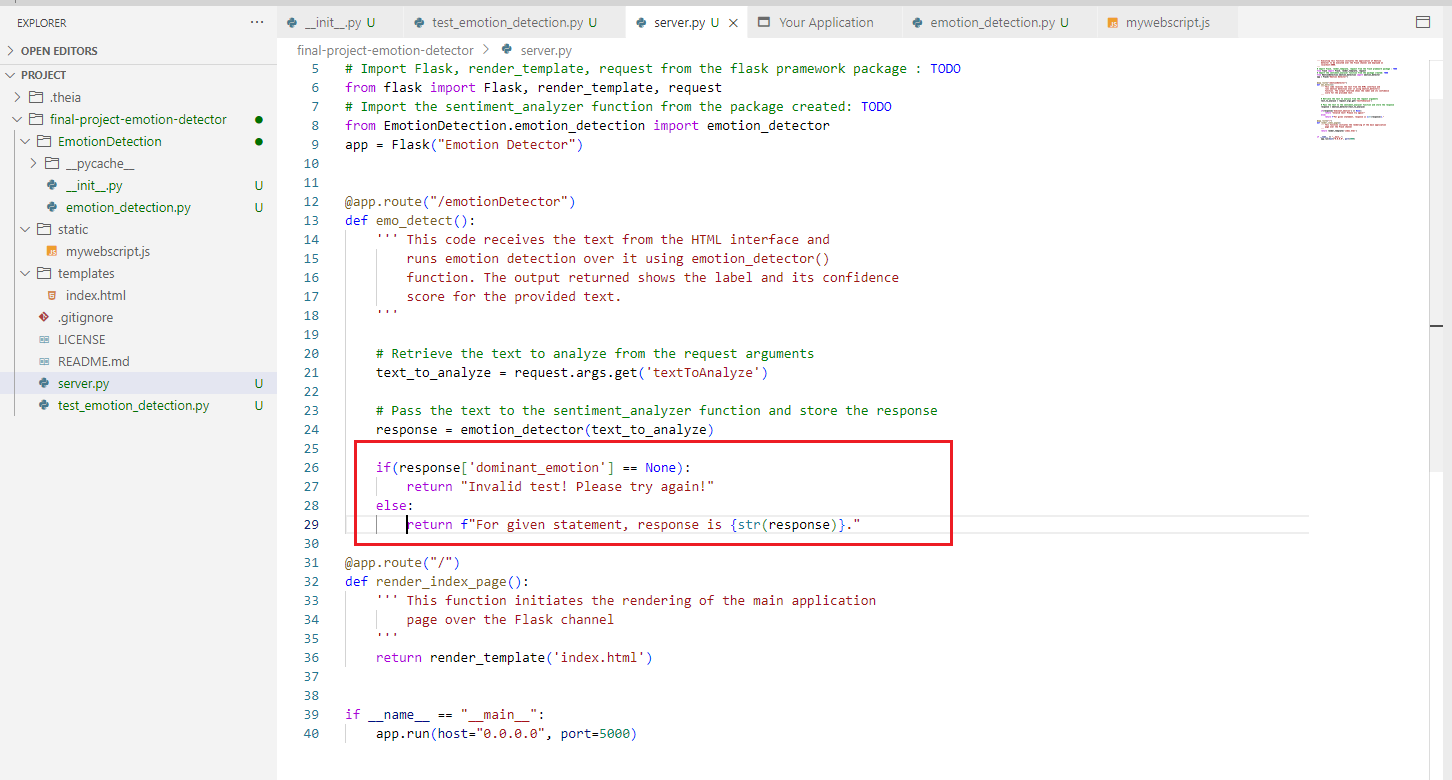 EXPLORER
···
OPEN EDITORS
PROJECT
.theia
final-project-emotion-detector
EmotionDetection
__pycache__
__init__.py U
emotion_detection.py U
static
mywebscript.js
templates
index.html
.gitignore
LICENSE
README.md
server.py U
test_emotion_detection.py U
__init__.py U
test_emotion_detection.py U
server.py U
Your Application
emotion_detection.py U
mywebscript.js
final-project-emotion-detector > server.py
5 # Import Flask, render_template, request from the flask pramework package : TODO
6 from flask import Flask, render_template, request
7 # Import the sentiment_analyzer function from the package created: TODO
8 from EmotionDetection.emotion_detection import emotion_detector
9 app = Flask("Emotion Detector")
10
11
12 @app.route("/emotionDetector")
13 def emo_detect():
14     ''' This code receives the text from the HTML interface and
15         runs emotion detection over it using emotion_detector()
16         function. The output returned shows the label and its confidence
17         score for the provided text.
18     '''
19
20     # Retrieve the text to analyze from the request arguments
21     text_to_analyze = request.args.get('textToAnalyze')
22
23     # Pass the text to the sentiment_analyzer function and store the response
24     response = emotion_detector(text_to_analyze)
25
26     if(response['dominant_emotion'] == None):
27         return "Invalid test! Please try again!"
28     else:
29         return f"For given statement, response is {str(response)}."
30
31 @app.route("/")
32 def render_index_page():
33     ''' This function initiates the rendering of the main application
34         page over the Flask channel
35     '''
36     return render_template('index.html')
37
38
39 if __name__ == "__main__":
40     app.run(host="0.0.0.0", port=5000)